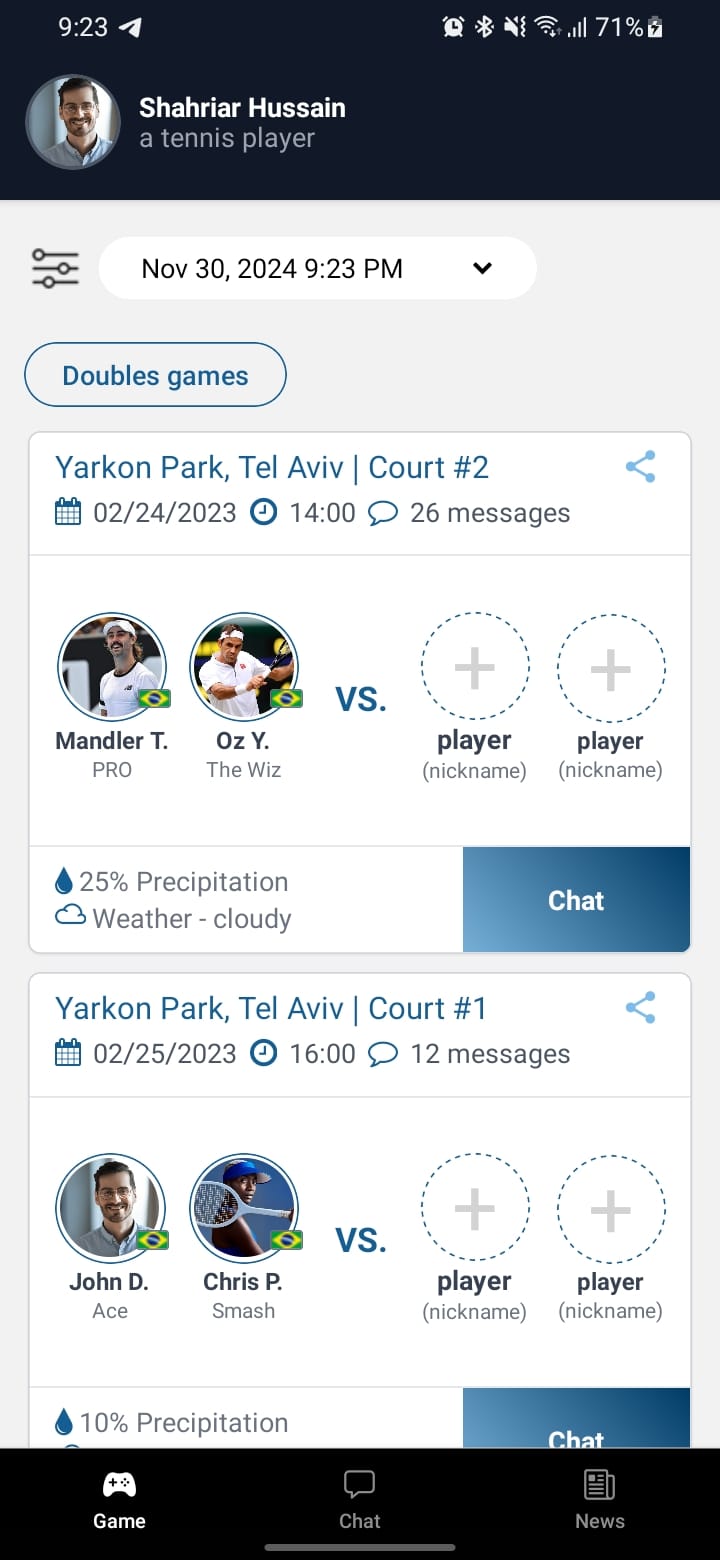 9:23 71%
Shahriar Hussain
a tennis player
Nov 30, 2024 9:23 PM
Doubles games
Yarkon Park, Tel Aviv | Court #2
02/24/2023 14:00 26 messages
VS.
Mandler T. Oz Y. player player
PRO The Wiz (nickname) (nickname)
25% Precipitation
Weather - cloudy
Chat
Yarkon Park, Tel Aviv | Court #1
02/25/2023 16:00 12 messages
VS.
John D. Chris P. player player
Ace Smash (nickname) (nickname)
10% Precipitation
Chat
Game Chat News